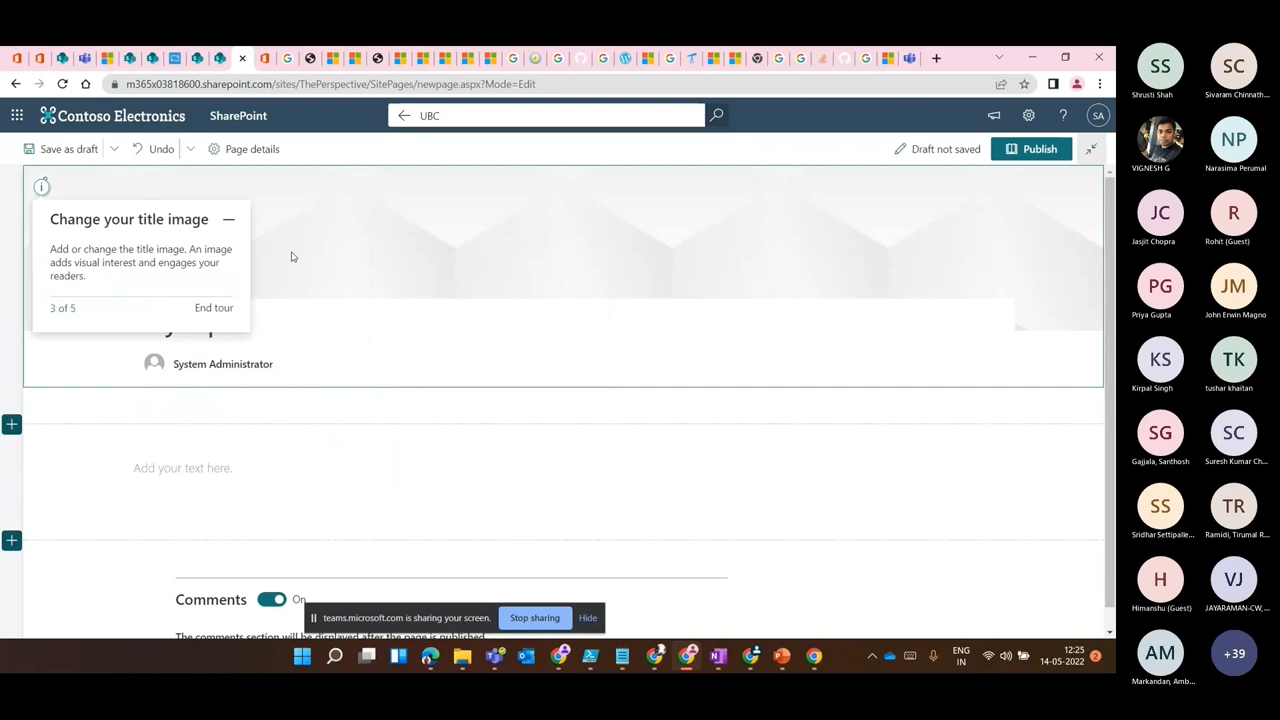 m365x03818600.sharepoint.com/sites/ThePerspective/SitePages/newpage.aspx?Mode=Edit
Contoso Electronics
SharePoint
UBC
SA
Save as draft
Undo
Page details
Draft not saved
Publish
Change your title image
Add or change the title image. An image
adds visual interest and engages your
readers.
3 of 5
End tour
System Administrator
Add your text here.
Comments
On
teams.microsoft.com is sharing your screen.
Stop sharing
Hide
The comments section will be displayed after the page is published
ENG
IN
12:25
14-05-2022
2
SS
SC
Shrusti Shah
Sivaram Chinnath...
NP
VIGNESH G
Narasima Perumal
JC
R
Jasjit Chopra
Rohit (Guest)
PG
JM
Priya Gupta
John Erwin Magno
KS
TK
Kirpal Singh
tushar khaitan
SG
SC
Gajjala, Santhosh
Suresh Kumar Ch...
SS
TR
Sridhar Settipalle...
Ramidi, Tirumal R...
H
VJ
Himanshu (Guest)
JAYARAMAN-CW, ...
AM
+39
Markandan, Amb...